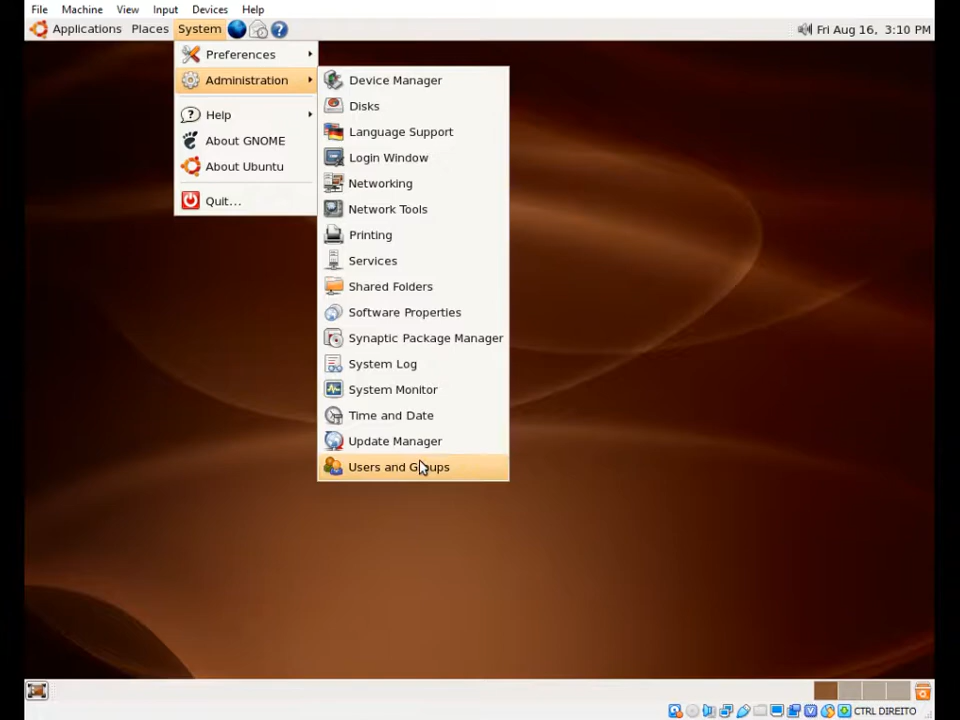 File Machine View Input Devices Help
Applications Places System Fri Aug 16, 3:10 PM
Preferences
Administration
Help
About GNOME
About Ubuntu
Quit...
Device Manager
Disks
Language Support
Login Window
Networking
Network Tools
Printing
Services
Shared Folders
Software Properties
Synaptic Package Manager
System Log
System Monitor
Time and Date
Update Manager
Users and Groups
CTRL DIREITO